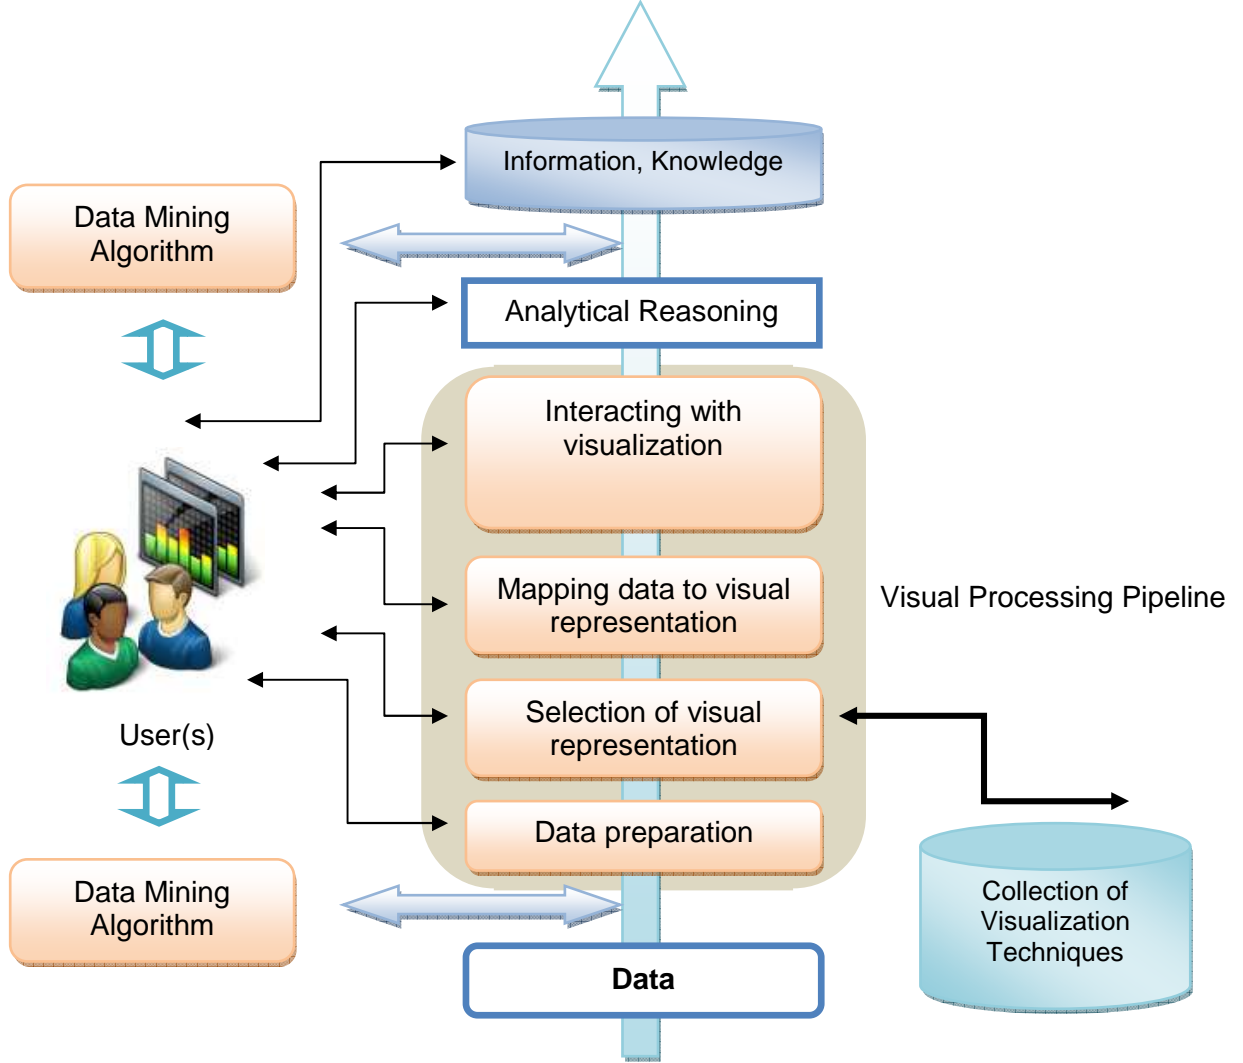 Information, Knowledge
Data Mining
Algorithm
Analytical Reasoning
Interacting with
visualization
Mapping data to visual
representation
Visual Processing Pipeline
Selection of visual
representation
User(s)
Data preparation
Data Mining
Algorithm
Collection of
Visualization
Techniques
Data